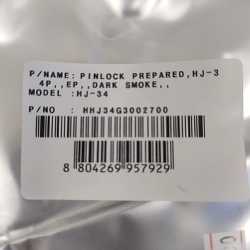 P/NAME: PINLOCK PREPARED,HJ-3
4P,,EP,,DARK SMOKE,,
MODEL :HJ-34
P/NO : HHJ34G3002700
8 804269 957929